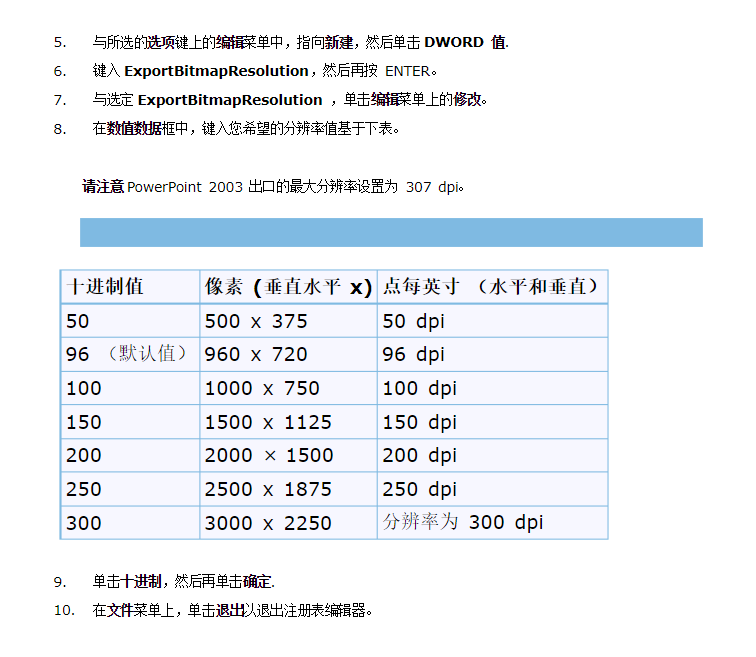 5. 与所选的选项键上的编辑菜单中，指向新建，然后单击 DWORD 值.
6. 键入 ExportBitmapResolution，然后再按 ENTER。
7. 与选定 ExportBitmapResolution ，单击编辑菜单上的修改。
8. 在数值数据框中，键入您希望的分辨率值基于下表。
请注意 PowerPoint 2003 出口的最大分辨率设置为 307 dpi。
十进制值 像素 (垂直水平 x) 点每英寸 （水平和垂直）
50 500 x 375 50 dpi
96 （默认值） 960 x 720 96 dpi
100 1000 x 750 100 dpi
150 1500 x 1125 150 dpi
200 2000 × 1500 200 dpi
250 2500 x 1875 250 dpi
300 3000 x 2250 分辨率为 300 dpi
9. 单击十进制，然后再单击确定.
10. 在文件菜单上，单击退出以退出注册表编辑器。